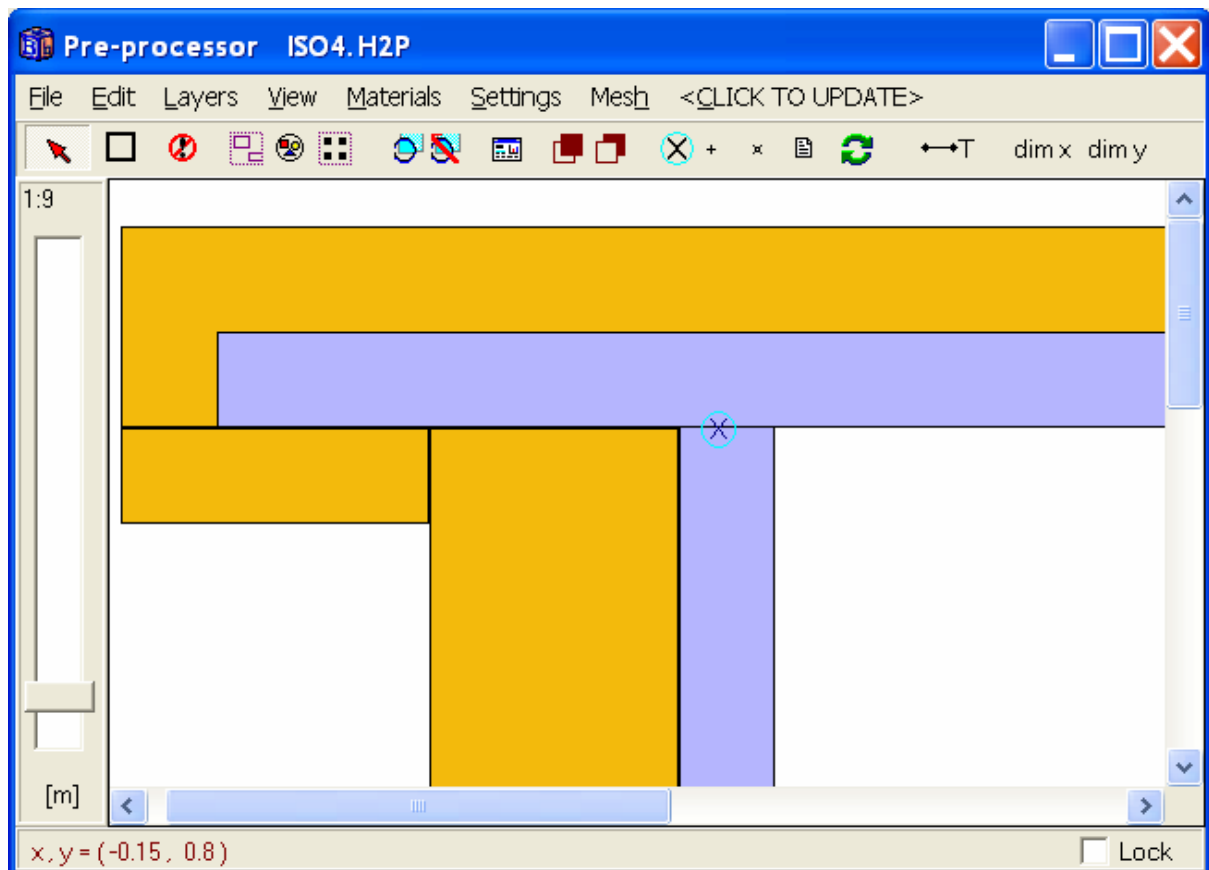 Pre-processor ISO4.H2P
File Edit Layers View Materials Settings Mesh <CLICK TO UPDATE>
T dim x dim y
1:9
[m]
x,y=(-0.15, 0.8) Lock